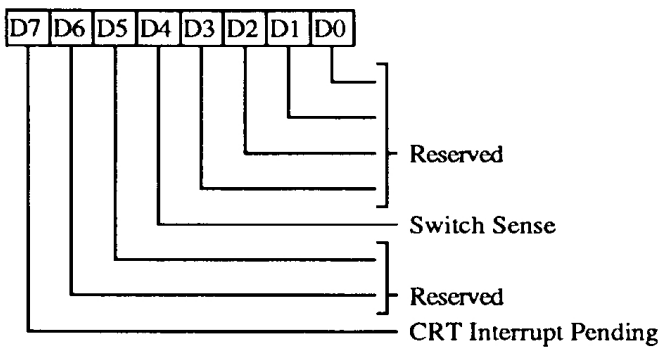 D7 D6 D5 D4 D3 D2 D1 D0
Reserved
Switch Sense
Reserved
CRT Interrupt Pending